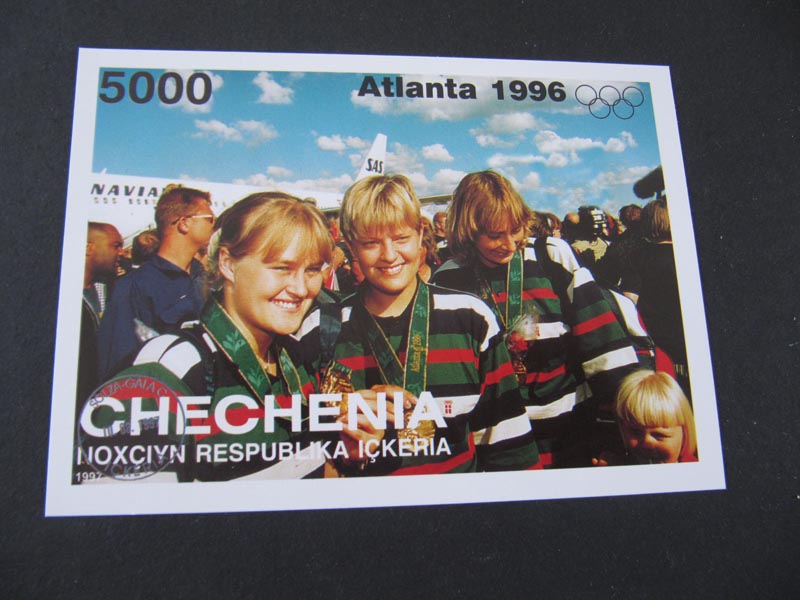 5000
Atlanta 1996
SAS
NAVIA
CHECHENIA
NOXCIYN RESPUBLIKA IÇKERIA
1997